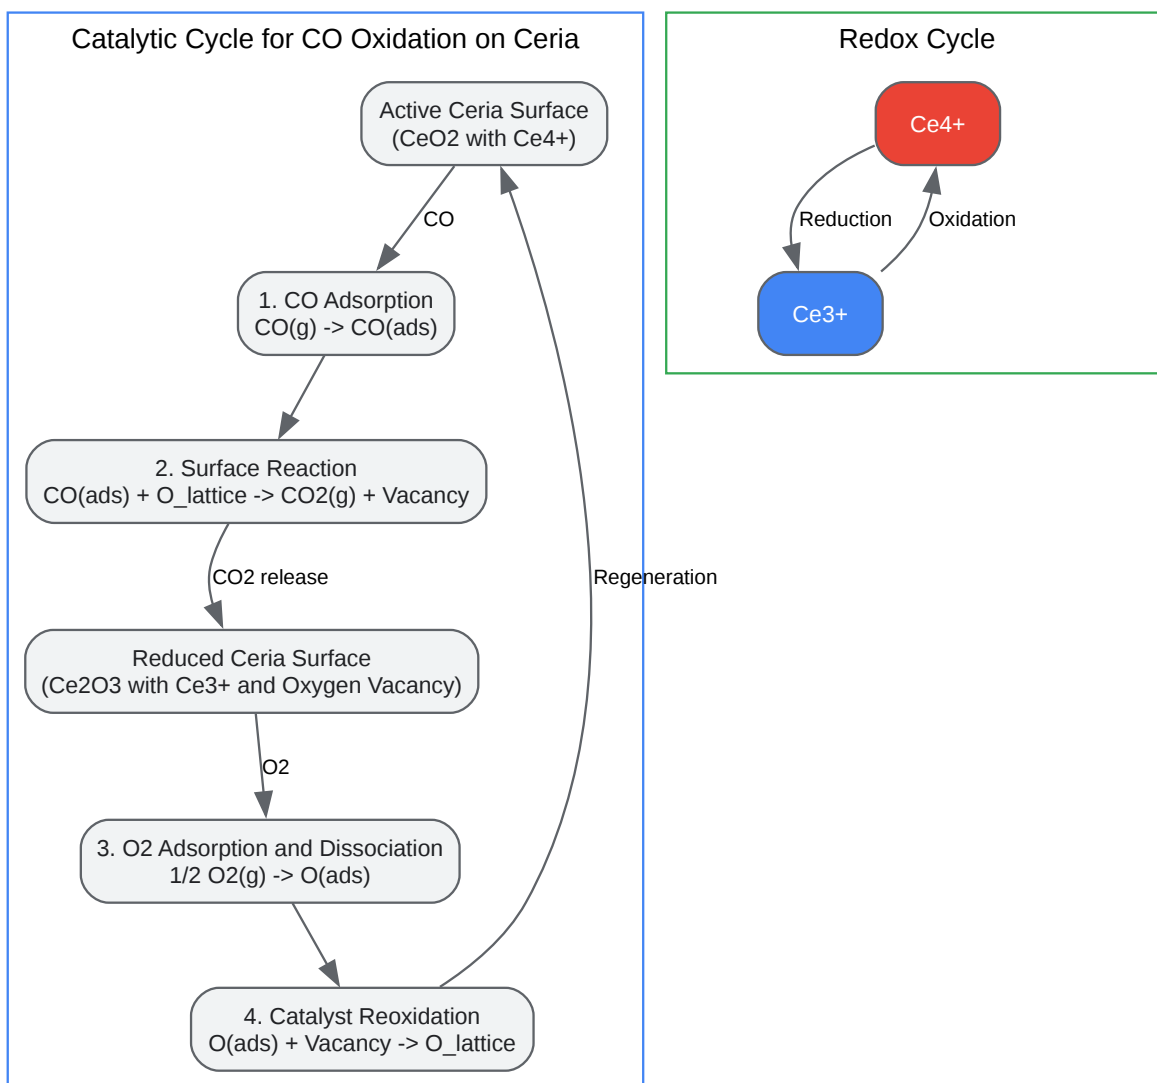 Catalytic Cycle for CO Oxidation on Ceria
Active Ceria Surface
(CeO2 with Ce4+)
CO
1. CO Adsorption
CO(g) -> CO(ads)
2. Surface Reaction
CO(ads) + O_lattice -> CO2(g) + Vacancy
CO2 release
Regeneration
Reduced Ceria Surface
(Ce2O3 with Ce3+ and Oxygen Vacancy)
O2
3. O2 Adsorption and Dissociation
1/2 O2(g) -> O(ads)
4. Catalyst Reoxidation
O(ads) + Vacancy -> O_lattice
Redox Cycle
Ce4+
Reduction
Oxidation
Ce3+